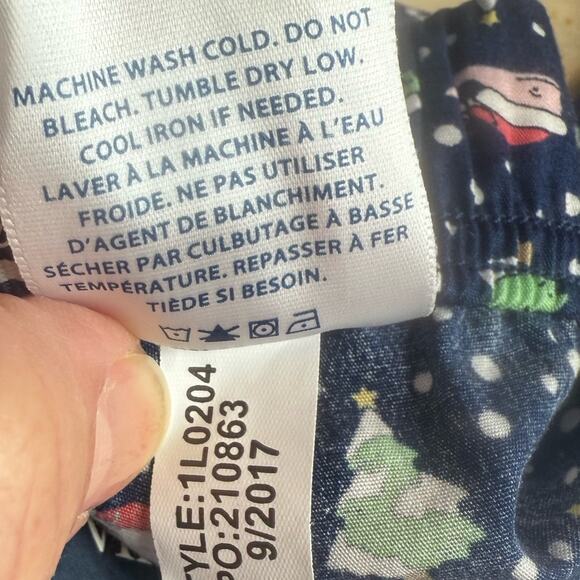 MACHINE WASH COLD. DO NOT
BLEACH. TUMBLE DRY LOW.
COOL IRON IF NEEDED.
LAVER À LA MACHINE À L'EAU
FROIDE. NE PAS UTILISER
D'AGENT DE BLANCHIMENT.
SÉCHER PAR CULBUTAGE À BASSE
TEMPÉRATURE. REPASSER À FER
TIÈDE SI BESOIN.
TYLE:1L0204
PO:210863
9/2017